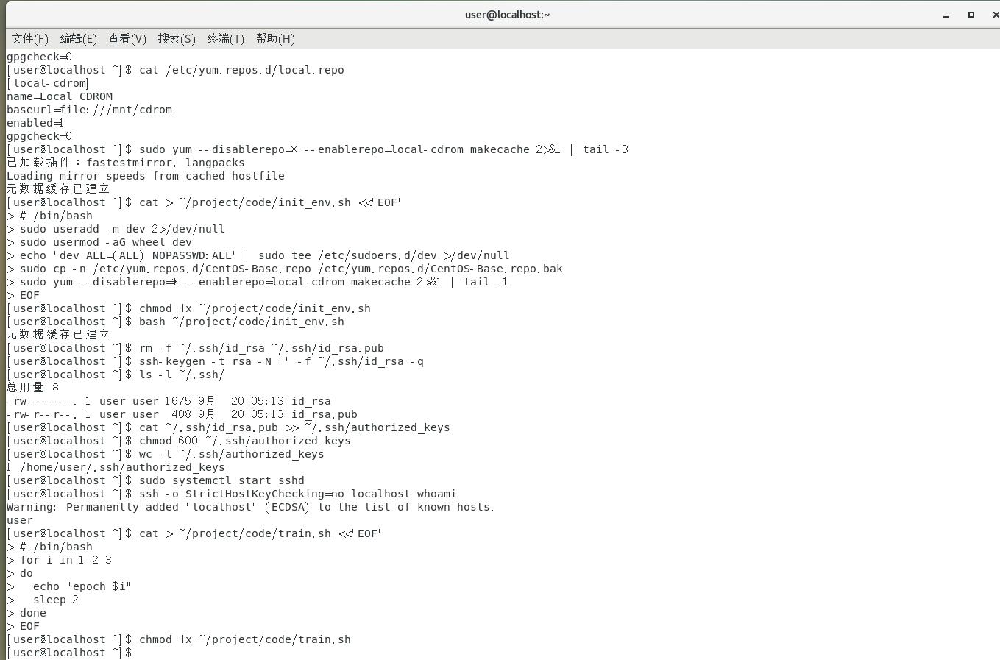 user@localhost:~
文件(F) 编辑(E) 查看(V) 搜索(S) 终端(T) 帮助(H)
gpgcheck=0
[user@localhost ~]$ cat /etc/yum.repos.d/local.repo
[local-cdrom]
name=Local CDROM
baseurl=file:///mnt/cdrom
enabled=1
gpgcheck=0
[user@localhost ~]$ sudo yum --disablerepo=* --enablerepo=local-cdrom makecache 2>&1 | tail -3
已加载插件：fastestmirror, langpacks
Loading mirror speeds from cached hostfile
元数据缓存已建立
[user@localhost ~]$ cat > ~/project/code/init_env.sh <<'EOF'
> #!/bin/bash
> sudo useradd -m dev 2>/dev/null
> sudo usermod -aG wheel dev
> echo 'dev ALL=(ALL) NOPASSWD:ALL' | sudo tee /etc/sudoers.d/dev >/dev/null
> sudo cp -n /etc/yum.repos.d/CentOS-Base.repo /etc/yum.repos.d/CentOS-Base.repo.bak
> sudo yum --disablerepo=* --enablerepo=local-cdrom makecache 2>&1 | tail -1
> EOF
[user@localhost ~]$ chmod +x ~/project/code/init_env.sh
[user@localhost ~]$ bash ~/project/code/init_env.sh
元数据缓存已建立
[user@localhost ~]$ rm -f ~/.ssh/id_rsa ~/.ssh/id_rsa.pub
[user@localhost ~]$ ssh-keygen -t rsa -N '' -f ~/.ssh/id_rsa -q
[user@localhost ~]$ ls -l ~/.ssh/
总用量 8
-rw-------. 1 user user 1675 9月  20 05:13 id_rsa
-rw-r--r--. 1 user user  408 9月  20 05:13 id_rsa.pub
[user@localhost ~]$ cat ~/.ssh/id_rsa.pub >> ~/.ssh/authorized_keys
[user@localhost ~]$ chmod 600 ~/.ssh/authorized_keys
[user@localhost ~]$ wc -l ~/.ssh/authorized_keys
1 /home/user/.ssh/authorized_keys
[user@localhost ~]$ sudo systemctl start sshd
[user@localhost ~]$ ssh -o StrictHostKeyChecking=no localhost whoami
Warning: Permanently added 'localhost' (ECDSA) to the list of known hosts.
user
[user@localhost ~]$ cat > ~/project/code/train.sh <<'EOF'
> #!/bin/bash
> for i in 1 2 3
> do
>   echo "epoch $i"
>   sleep 2
> done
> EOF
[user@localhost ~]$ chmod +x ~/project/code/train.sh
[user@localhost ~]$